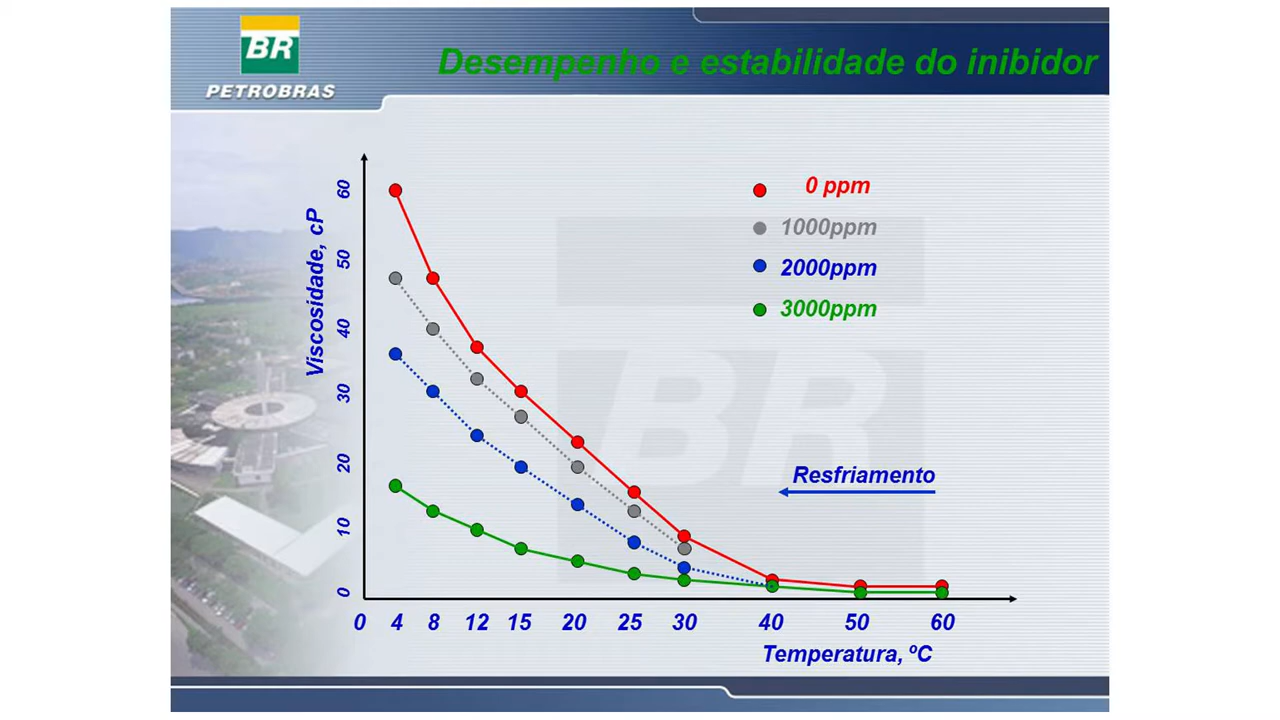 BR
PETROBRAS
Desempenho e estabilidade do inibidor
0 ppm
1000ppm
2000ppm
3000ppm
Viscosidade, cP
60
50
40
30
20
10
0
BR
Resfriamento
0 4 8 12 15 20 25 30 40 50 60
Temperatura, ºC